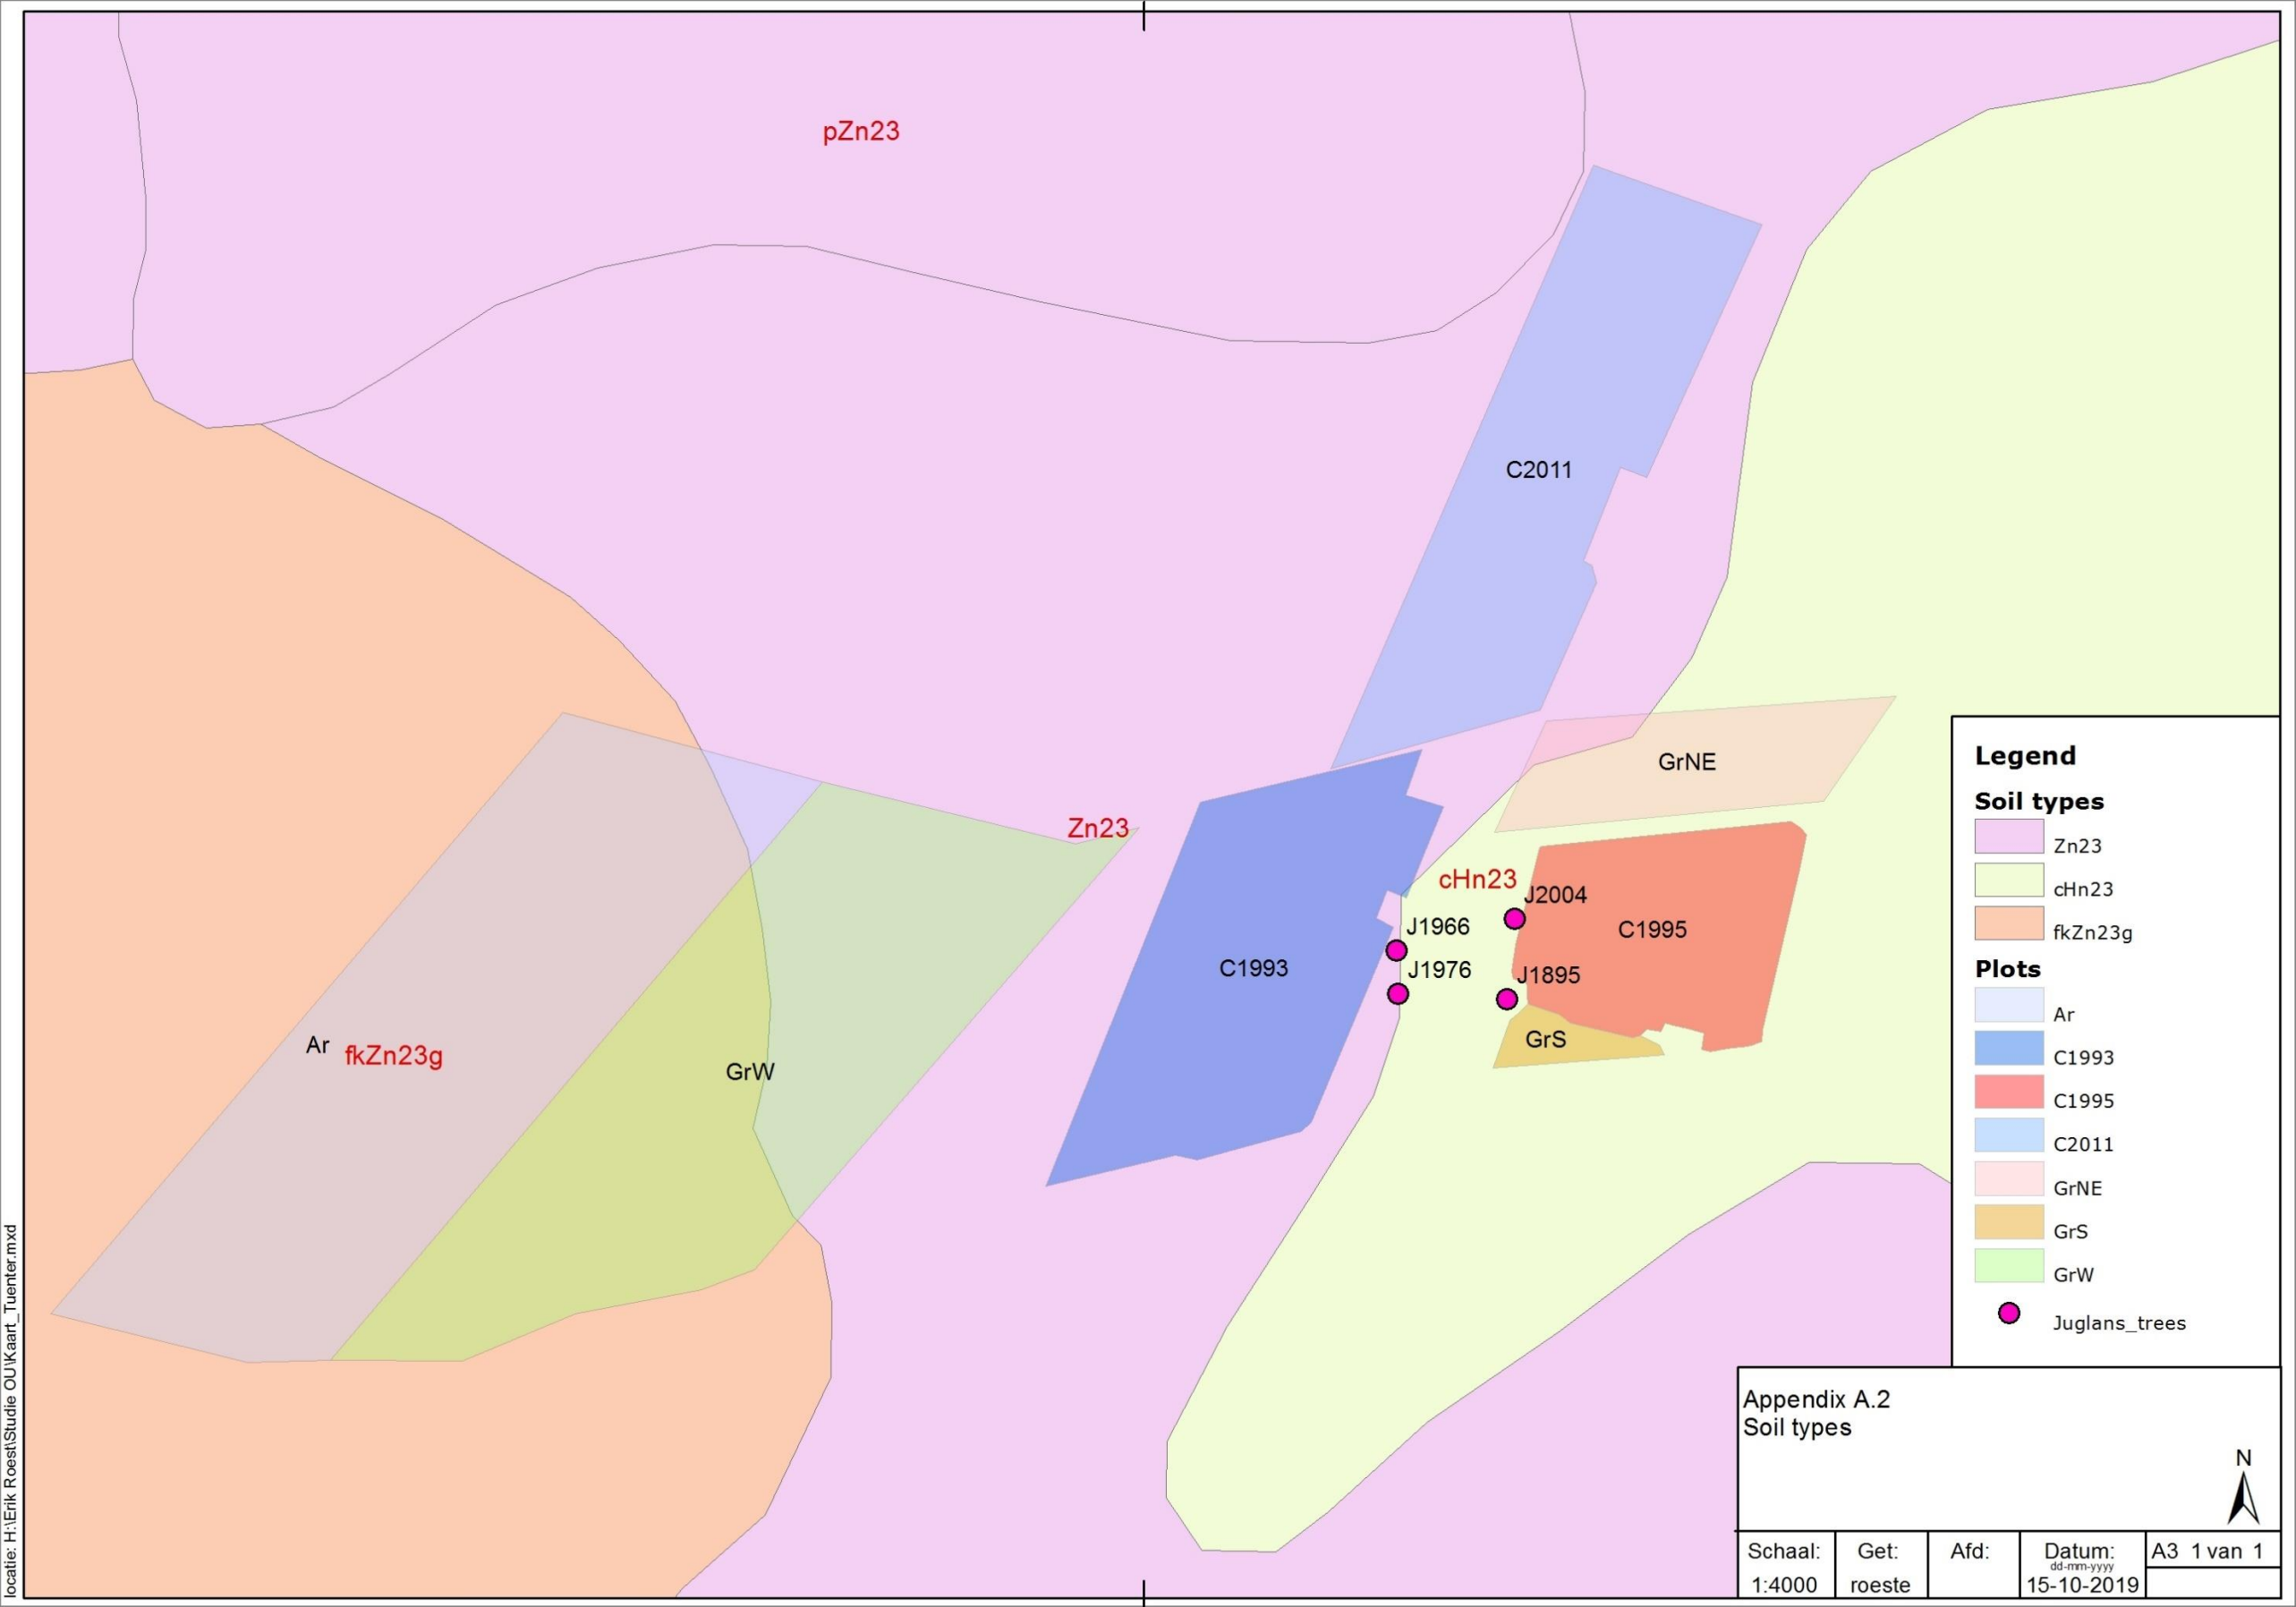 pZn23
C2011
GrNE
Zn23
cHn23
J2004
J1966
C1995
C1993
J1976
J1895
GrS
Ar
fkZn23g
GrW
Legend
Soil types
Zn23
cHn23
fkZn23g
Plots
Ar
C1993
C1995
C2011
GrNE
GrS
GrW
Juglans_trees
Appendix A.2
Soil types
N
Schaal:
1:4000
Get:
roeste
Afd:
Datum:
dd-mm-yyyy
15-10-2019
A3 1 van 1
locatie: H:\Erik Roest\Studie OU\Kaart_Tuenter.mxd